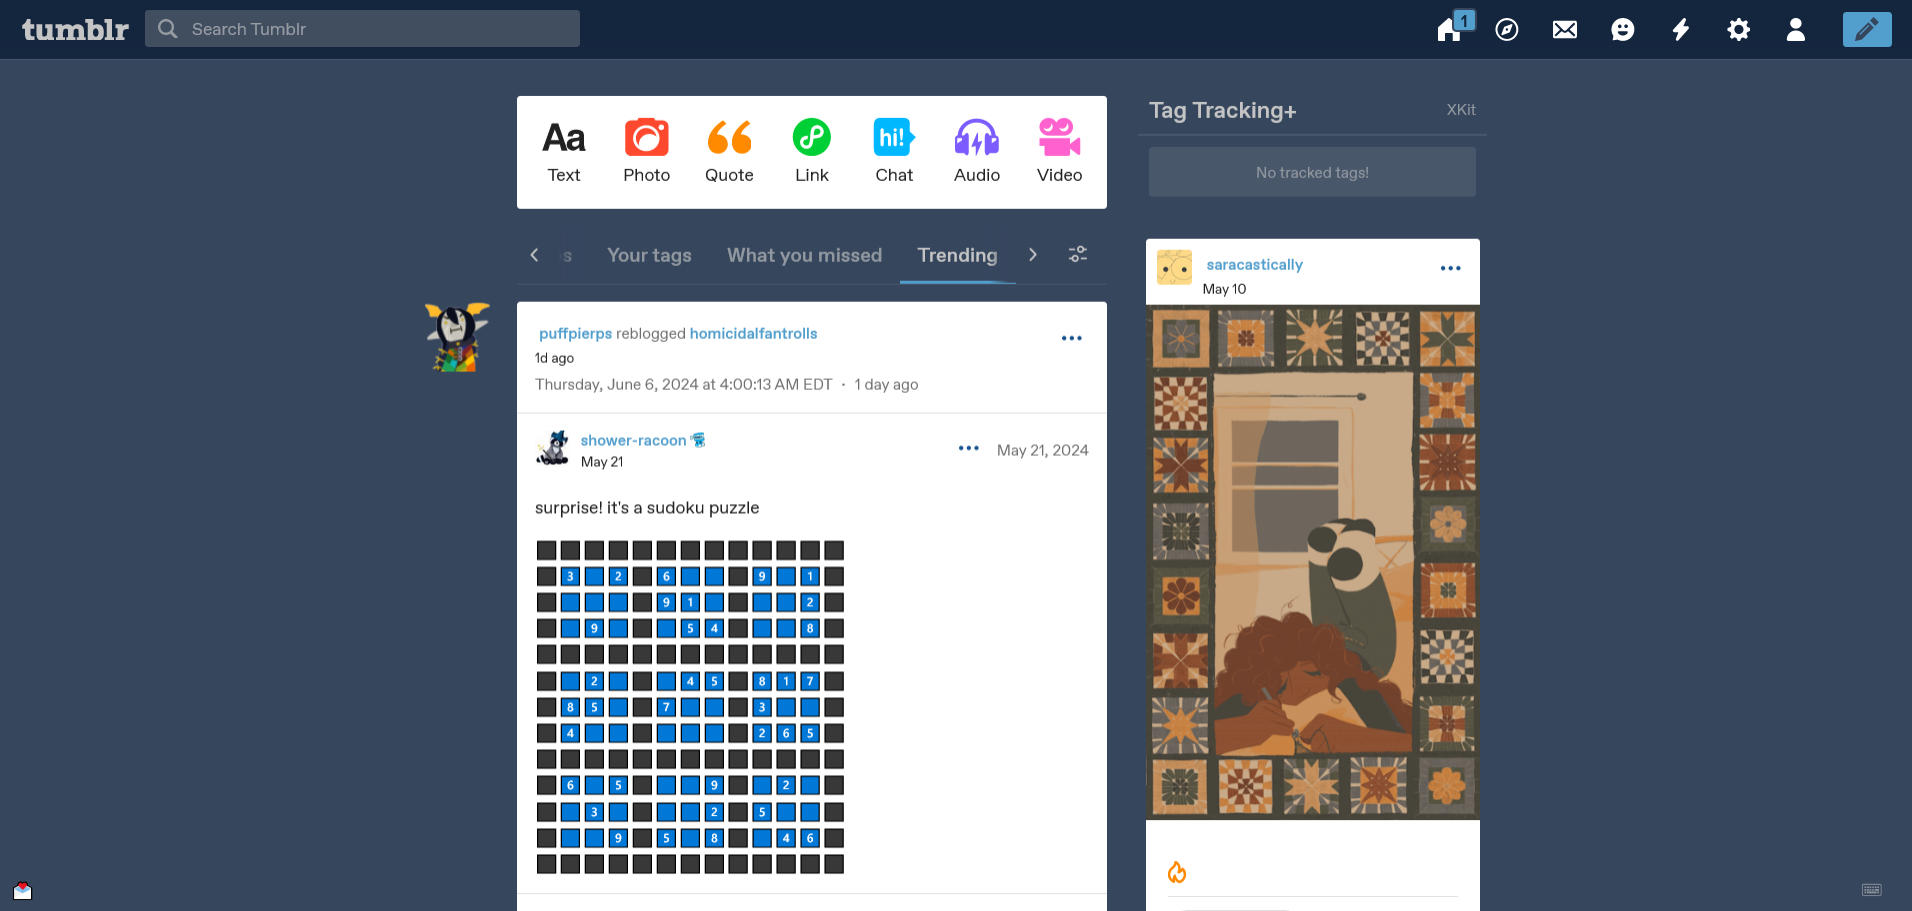 tumblr
Search Tumblr
1
Aa
hi!
Text Photo Quote Link Chat Audio Video
Tag Tracking+ XKit
No tracked tags!
s Your tags What you missed Trending
puffpierps reblogged homicidalfantrolls
1d ago
Thursday, June 6, 2024 at 4:00:13 AM EDT · 1 day ago
shower-racoon
May 21
May 21, 2024
surprise! it's a sudoku puzzle
3 2 6 9 1
9 1 2
9 5 4 8
2 4 5 8 1 7
8 5 7 3
4 2 6 5
6 5 9 2
3 2 5
9 5 8 4 6
saracastically
May 10